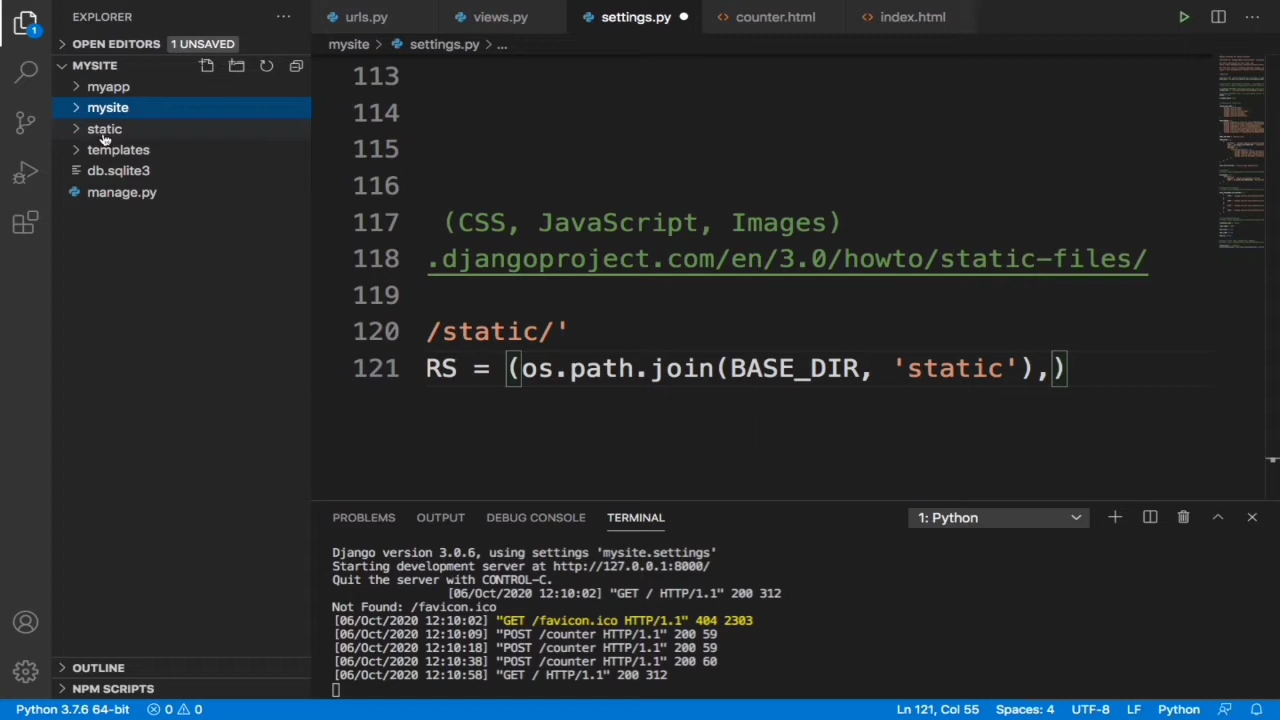 EXPLORER
urls.py
views.py
settings.py
counter.html
index.html
OPEN EDITORS
1 UNSAVED
MYSITE
mysite
settings.py
...
myapp
mysite
static
templates
db.sqlite3
manage.py
113
114
115
116
117 (CSS, JavaScript, Images)
118 .djangoproject.com/en/3.0/howto/static-files/
119
120 /static/'
121 RS = (os.path.join(BASE_DIR, 'static'),)
PROBLEMS
OUTPUT
DEBUG CONSOLE
TERMINAL
1: Python
Django version 3.0.6, using settings 'mysite.settings'
Starting development server at http://127.0.0.1:8000/
Quit the server with CONTROL-C.
[06/Oct/2020 12:10:02] "GET / HTTP/1.1" 200 312
Not Found: /favicon.ico
[06/Oct/2020 12:10:02] "GET /favicon.ico HTTP/1.1" 404 2303
[06/Oct/2020 12:10:09] "POST /counter HTTP/1.1" 200 59
[06/Oct/2020 12:10:18] "POST /counter HTTP/1.1" 200 59
[06/Oct/2020 12:10:38] "POST /counter HTTP/1.1" 200 60
[06/Oct/2020 12:10:58] "GET / HTTP/1.1" 200 312
OUTLINE
NPM SCRIPTS
Python 3.7.6 64-bit
0
0
Ln 121, Col 55
Spaces: 4
UTF-8
LF
Python
1